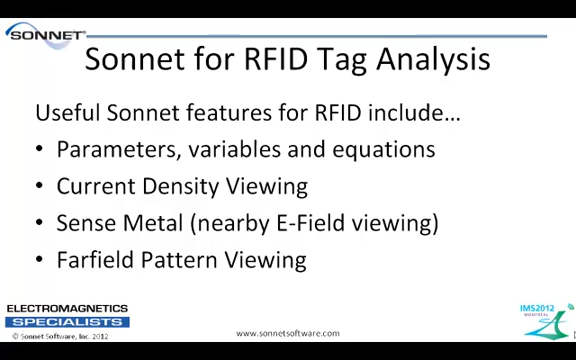 SONNET®
Sonnet for RFID Tag Analysis
Useful Sonnet features for RFID include…
• Parameters, variables and equations
• Current Density Viewing
• Sense Metal (nearby E-Field viewing)
• Farfield Pattern Viewing
ELECTROMAGNETICS
SPECIALISTS
© Sonnet Software, Inc. 2012
www.sonnetsoftware.com
IMS2012
MONTREAL